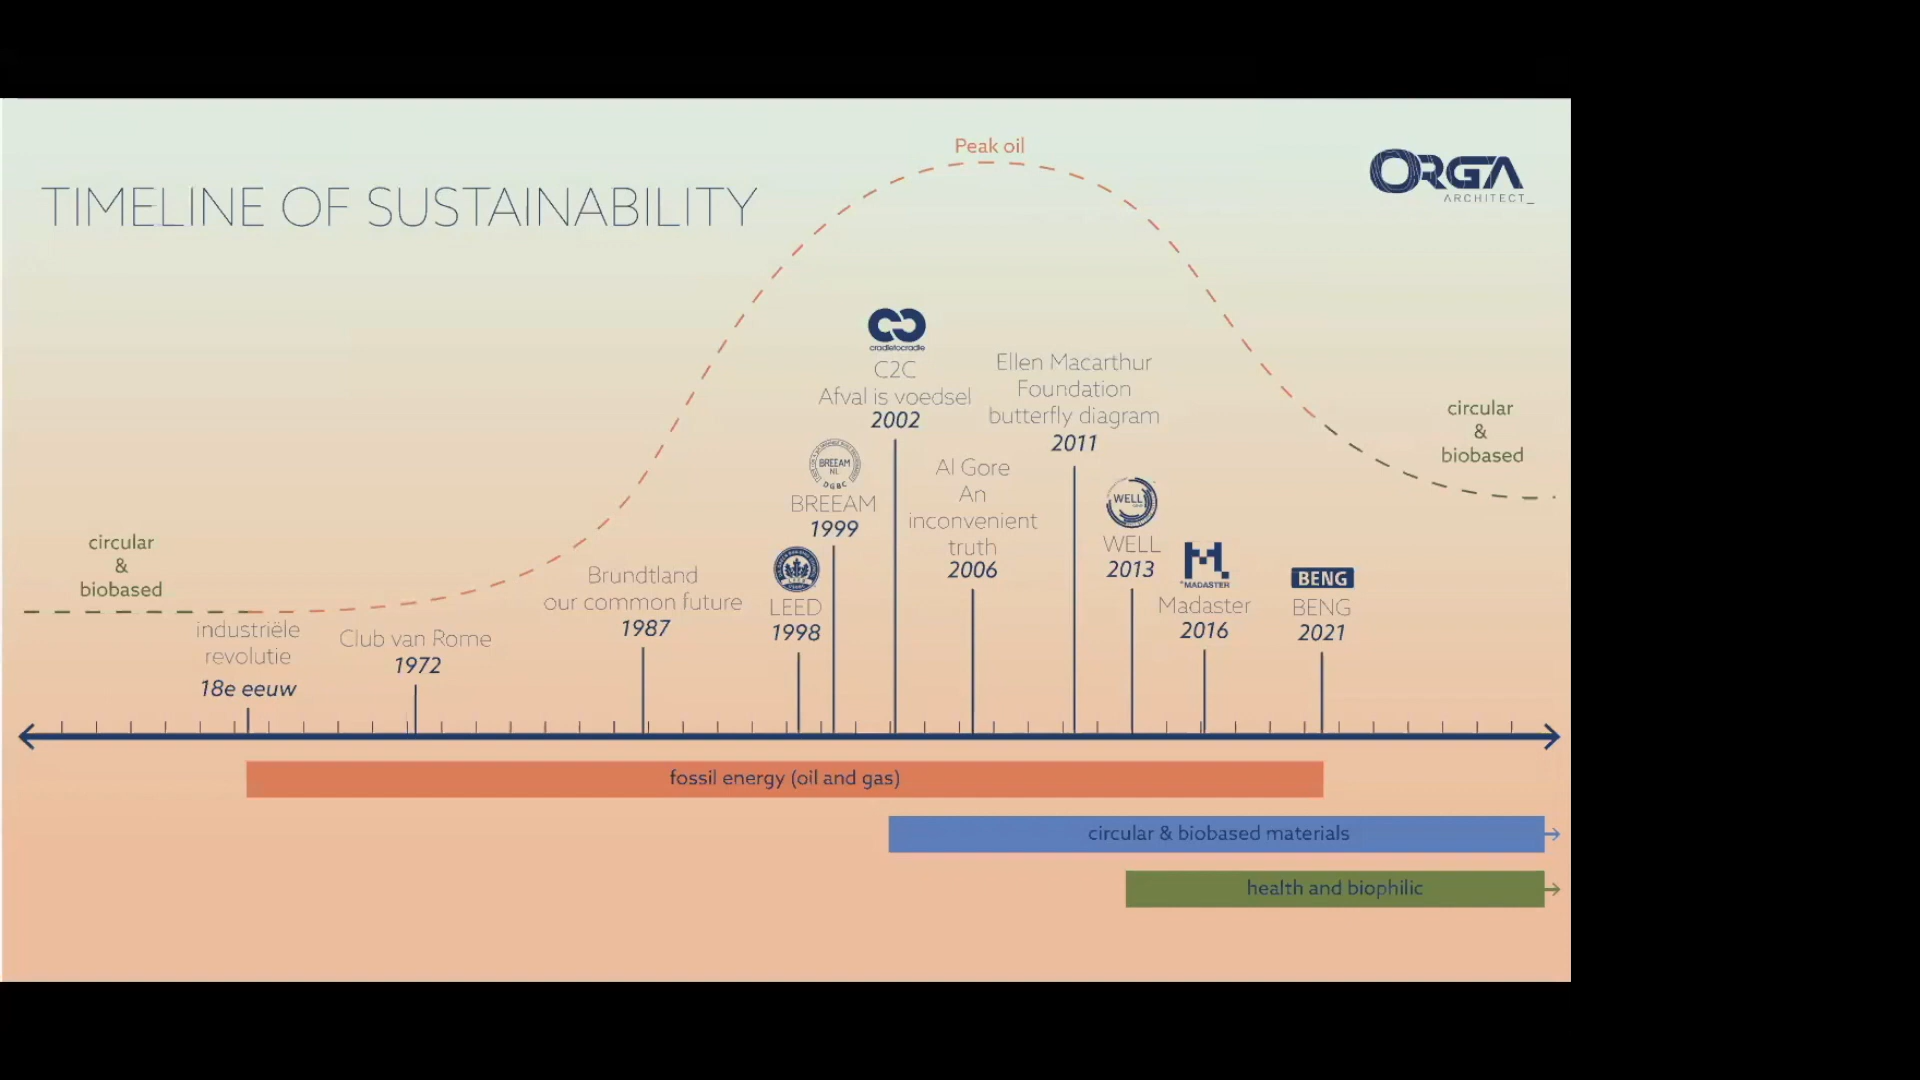 Peak oil
ORGA
ARCHITECT_
TIMELINE OF SUSTAINABILITY
cradletocradle
C2C
Afval is voedsel
2002
Ellen Macarthur
Foundation
butterfly diagram
2011
circular
&
biobased
BREEAM
NL
DGBC
BREEAM
1999
Al Gore
An
inconvenient
truth
2006
WELL
WELL
2013
circular
&
biobased
Brundtland
our common future
1987
LEED
1998
MADASTER
Madaster
2016
BENG
BENG
2021
industriële
revolutie
18e eeuw
Club van Rome
1972
fossil energy (oil and gas)
circular & biobased materials
health and biophilic